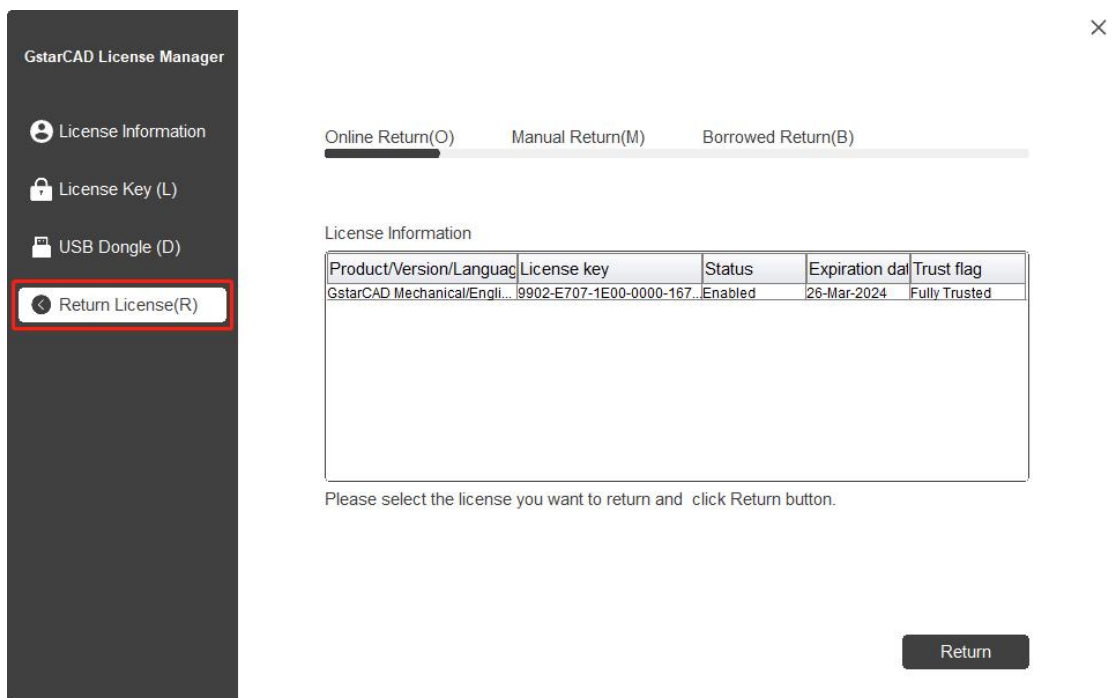 GstarCAD License Manager
License Information
License Key (L)
USB Dongle (D)
Return License(R)
Online Return(O) Manual Return(M) Borrowed Return(B)
License Information
Product/Version/Languag License key Status Expiration dat Trust flag
GstarCAD Mechanical/Engli... 9902-E707-1E00-0000-167... Enabled 26-Mar-2024 Fully Trusted
Please select the license you want to return and click Return button.
Return